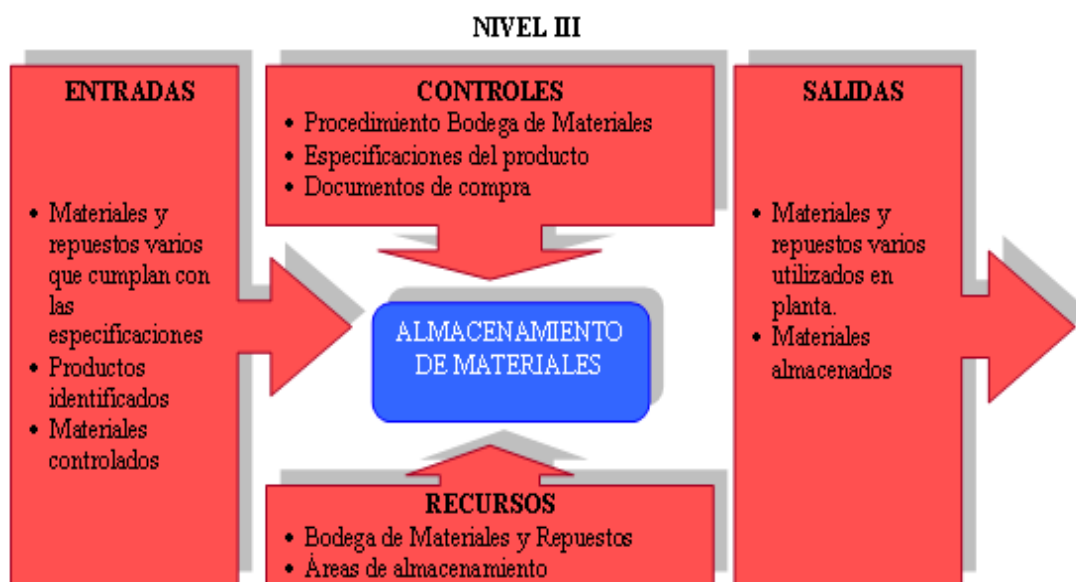 NIVEL III
ENTRADAS
• Materiales y
repuestos varios
que cumplan con
las
especificaciones
• Productos
identificados
• Materiales
controlados
CONTROLES
• Procedimiento Bodega de Materiales
• Especificaciones del producto
• Documentos de compra
ALMACENAMIENTO
DE MATERIALES
RECURSOS
• Bodega de Materiales y Repuestos
• Áreas de almacenamiento
SALIDAS
• Materiales y
repuestos varios
utilizados en
planta.
• Materiales
almacenados